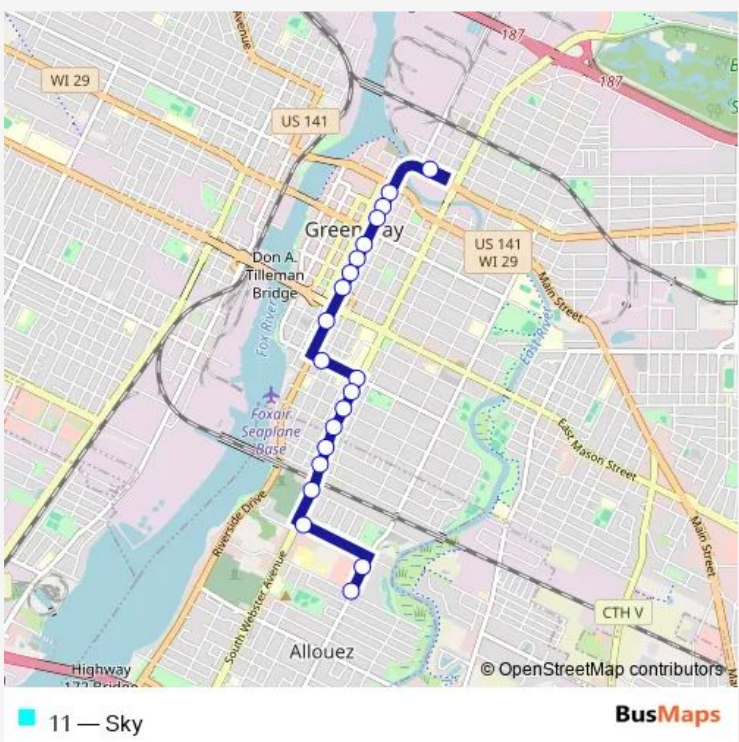 Avenue
187
187
WI 29
US 141
Green Bay
US 141
WI 29
Don A.
Tilleman
Bridge
Main Street
Fox River
East River
Foxair
Seaplane
Base
East Mason Street
Riverside Drive
Main Street
South Webster Avenue
CTH V
Allouez
Highway
172 Bridge
© OpenStreetMap contributors
11 — Sky
BusMaps